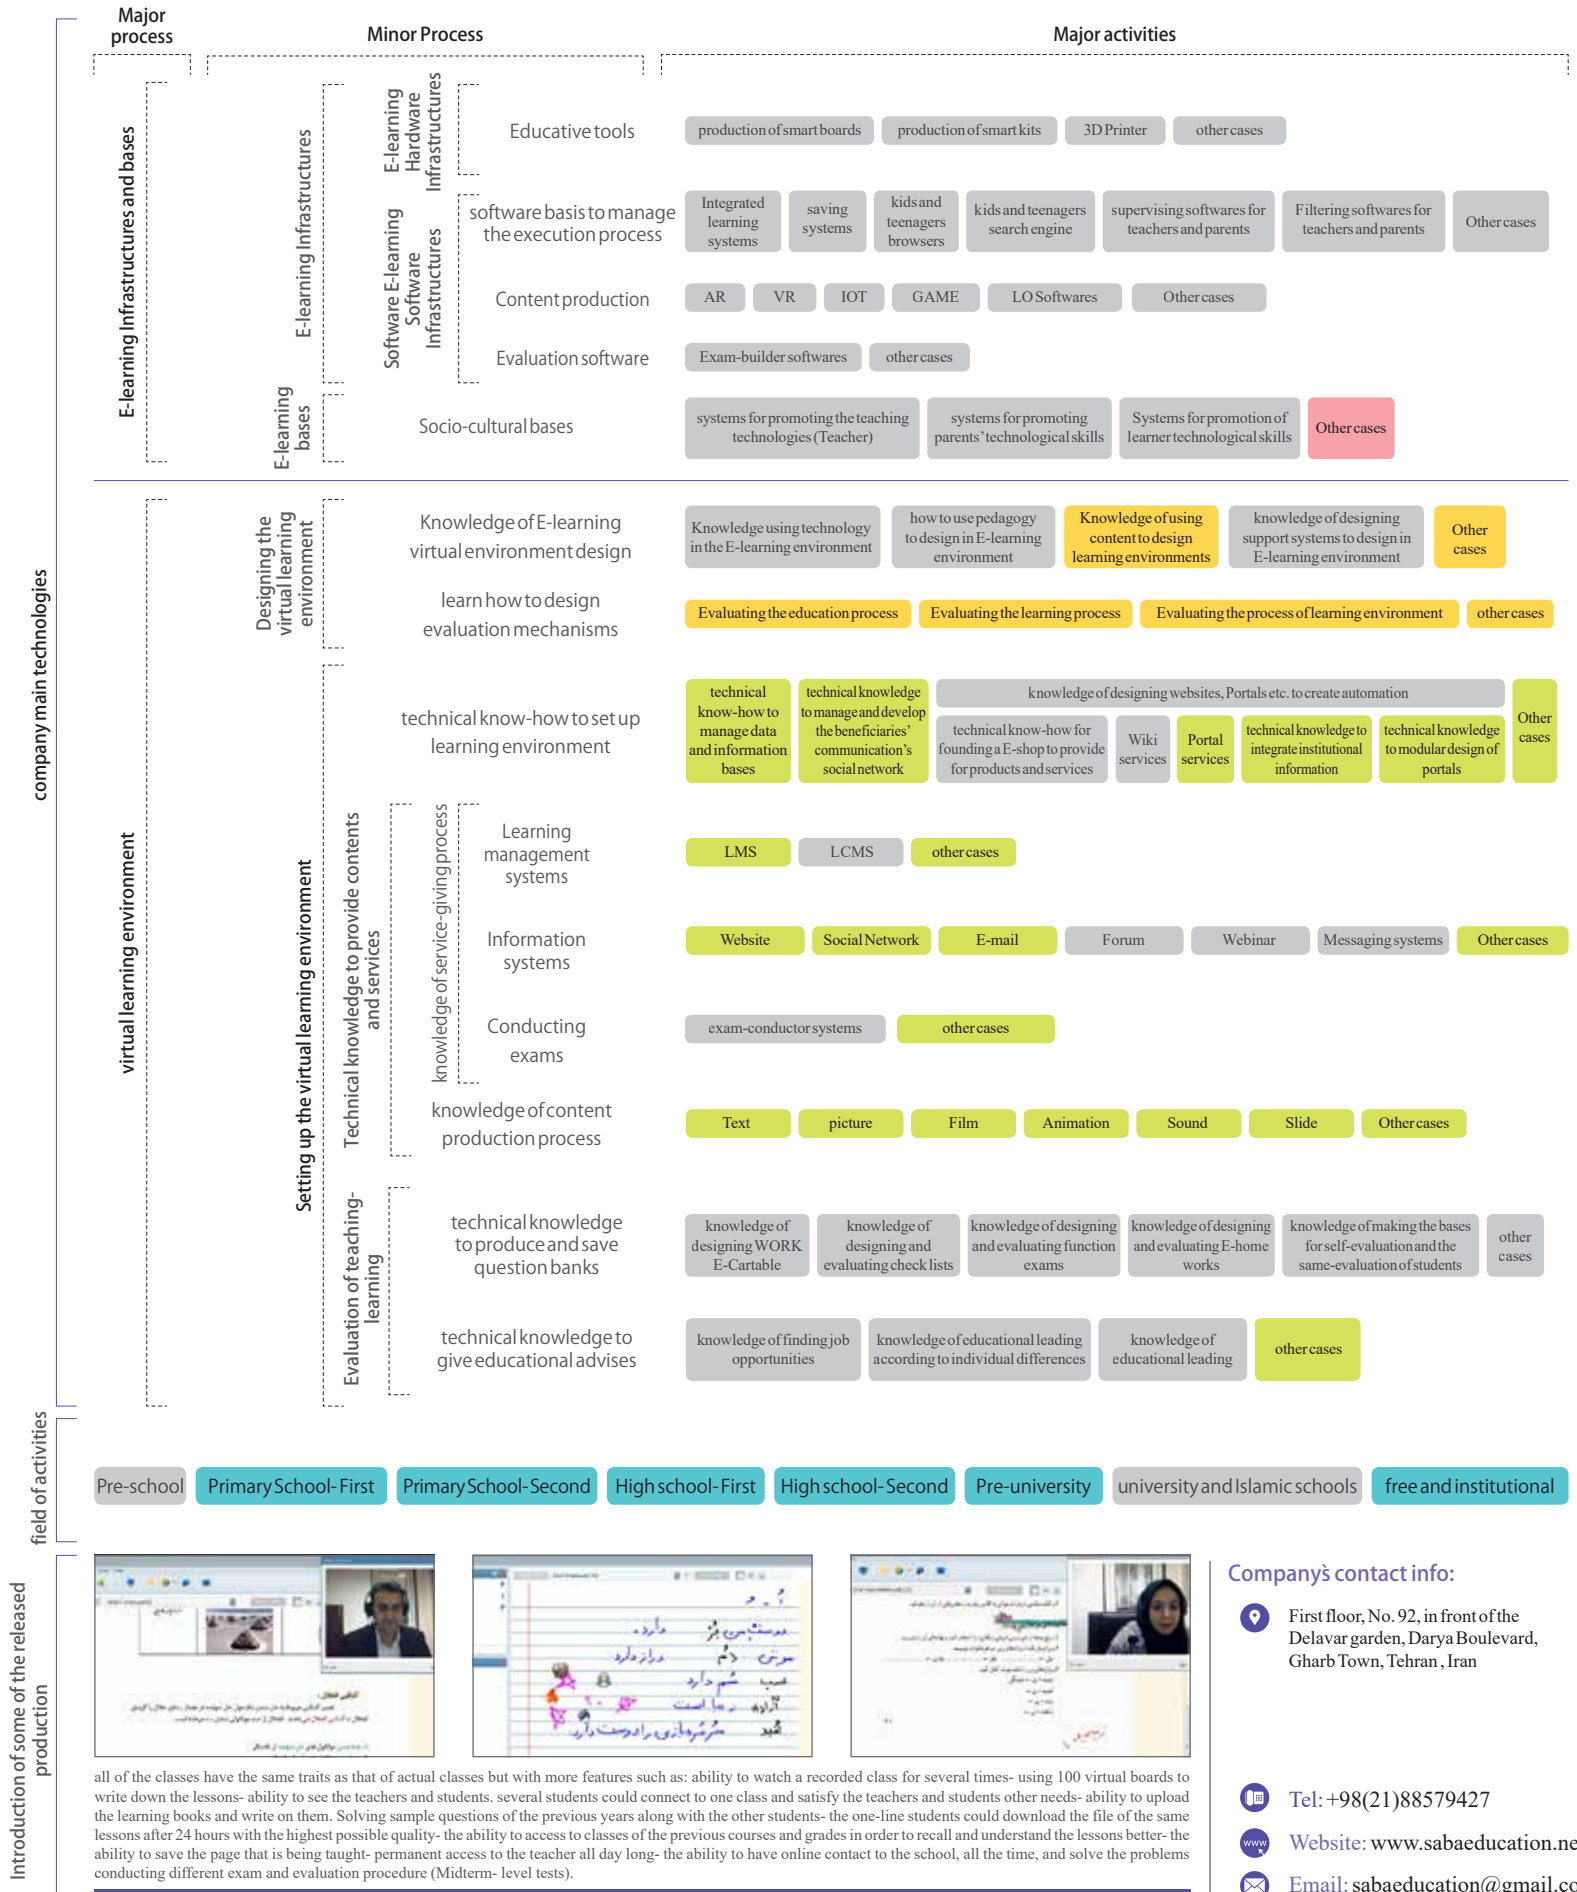 Major
process
Minor Process
Major activities
company main technologies
E-learning Infrastructures and bases
E-learning Infrastructures
E-learning
Hardware
Infrastructures
Educative tools
production of smart boards
production of smart kits
3D Printer
other cases
Software E-learning
Software
Infrastructures
software basis to manage
the execution process
Integrated
learning
systems
saving
systems
kids and
teenagers
browsers
kids and teenagers
search engine
supervising softwares for
teachers and parents
Filtering softwares for
teachers and parents
Other cases
Content production
AR
VR
IOT
GAME
LO Softwares
Other cases
Evaluation software
Exam-builder softwares
other cases
E-learning
bases
Socio-cultural bases
systems for promoting the teaching
technologies (Teacher)
systems for promoting
parents' technological skills
Systems for promotion of
learner technological skills
Other cases
virtual learning environment
Designing the
virtual learning
environment
Knowledge of E-learning
virtual environment design
Knowledge using technology
in the E-learning environment
how to use pedagogy
to design in E-learning
environment
Knowledge of using
content to design
learning environments
knowledge of designing
support systems to design in
E-learning environment
Other
cases
learn how to design
evaluation mechanisms
Evaluating the education process
Evaluating the learning process
Evaluating the process of learning environment
other cases
Setting up the virtual learning environment
technical know-how to set up
learning environment
technical
know-how to
manage data
and information
bases
technical knowledge
to manage and develop
the beneficiaries'
communication's
social network
knowledge of designing websites, Portals etc. to create automation
technical know-how for
founding a E-shop to provide
for products and services
Wiki
services
Portal
services
technical knowledge to
integrate institutional
information
technical knowledge
to modular design of
portals
Other
cases
Technical knowledge to provide contents
and services
knowledge of service-giving process
Learning
management
systems
LMS
LCMS
other cases
Information
systems
Website
Social Network
E-mail
Forum
Webinar
Messaging systems
Other cases
Conducting
exams
exam-conductor systems
other cases
knowledge of content
production process
Text
picture
Film
Animation
Sound
Slide
Other cases
Evaluation of teaching-
learning
technical knowledge
to produce and save
question banks
knowledge of
designing WORK
E-Cartable
knowledge of
designing and
evaluating check lists
knowledge of designing
and evaluating function
exams
knowledge of designing
and evaluating E-home
works
knowledge of making the bases
for self-evaluation and the
same-evaluation of students
other
cases
technical knowledge to
give educational advises
knowledge of finding job
opportunities
knowledge of educational leading
according to individual differences
knowledge of
educational leading
other cases
field of activities
Pre-school
Primary School- First
Primary School- Second
High school- First
High school- Second
Pre-university
university and Islamic schools
free and institutional
Introduction of some of the released
production
دارد.
موش دُم دراز دارد
سُم دارد
زیبا است
all of the classes have the same traits as that of actual classes but with more features such as: ability to watch a recorded class for several times- using 100 virtual boards to
write down the lessons- ability to see the teachers and students. several students could connect to one class and satisfy the teachers and students other needs- ability to upload
the learning books and write on them. Solving sample questions of the previous years along with the other students- the one-line students could download the file of the same
lessons after 24 hours with the highest possible quality- the ability to access to classes of the previous courses and grades in order to recall and understand the lessons better- the
ability to save the page that is being taught- permanent access to the teacher all day long- the ability to have online contact to the school, all the time, and solve the problems
conducting different exam and evaluation procedure (Midterm- level tests).
Company's contact info:
First floor, No. 92, in front of the
Delavar garden, Darya Boulevard,
Gharb Town, Tehran , Iran
Tel: +98(21)88579427
www
Website: www.sabaeducation.ne
Email: sabaeducation@gmail.co